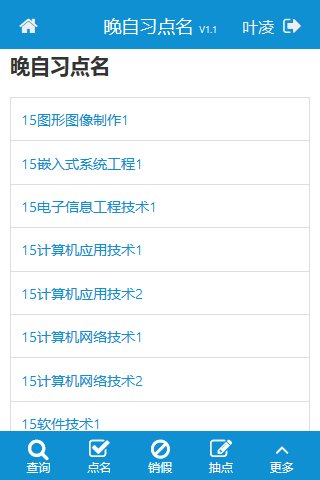 晚自习点名 V1.1 叶凌
晚自习点名
15图形图像制作1
15嵌入式系统工程1
15电子信息工程技术1
15计算机应用技术1
15计算机应用技术2
15计算机网络技术1
15计算机网络技术2
15软件技术1
查询 点名 销假 抽点 更多